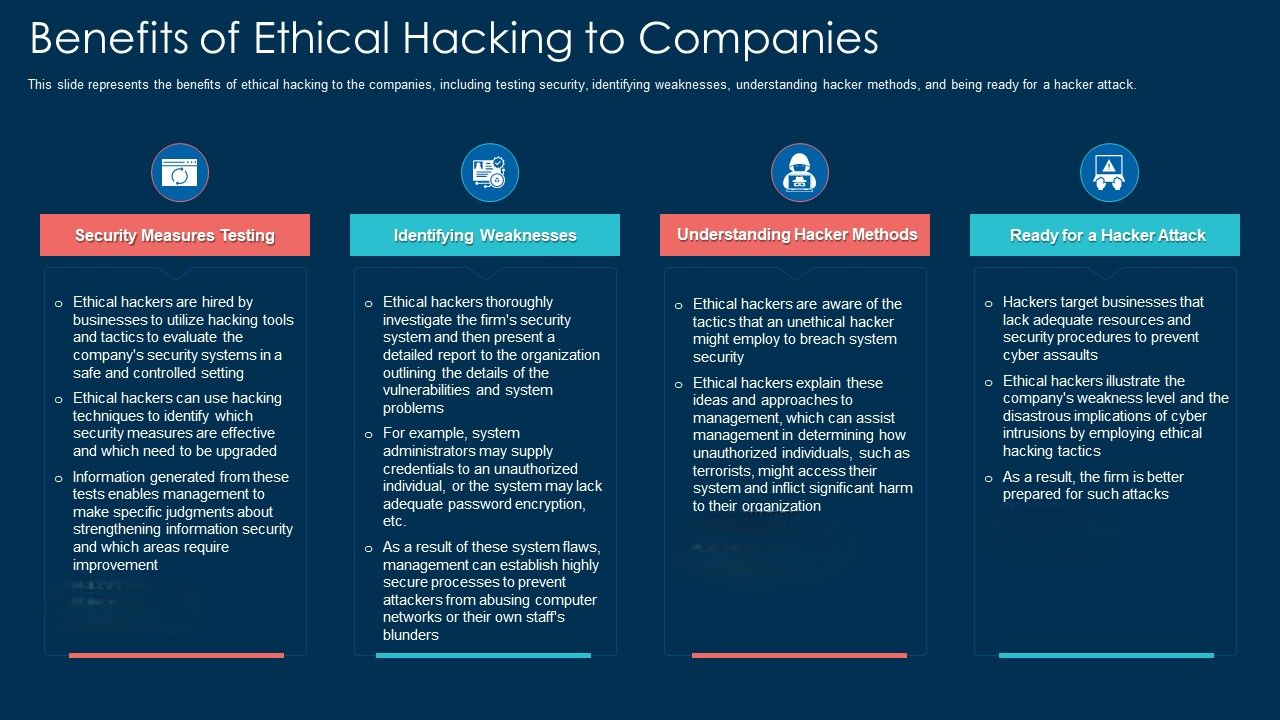 Benefits of Ethical Hacking to Companies
This slide represents the benefits of ethical hacking to the companies, including testing security, identifying weaknesses, understanding hacker methods, and being ready for a hacker attack.
Security Measures Testing
o Ethical hackers are hired by
businesses to utilize hacking tools
and tactics to evaluate the
company's security systems in a
safe and controlled setting
o Ethical hackers can use hacking
techniques to identify which
security measures are effective
and which need to be upgraded
o Information generated from these
tests enables management to
make specific judgments about
strengthening information security
and which areas require
improvement
Identifying Weaknesses
o Ethical hackers thoroughly
investigate the firm's security
system and then present a
detailed report to the organization
outlining the details of the
vulnerabilities and system
problems
o For example, system
administrators may supply
credentials to an unauthorized
individual, or the system may lack
adequate password encryption,
etc.
o As a result of these system flaws,
management can establish highly
secure processes to prevent
attackers from abusing computer
networks or their own staff's
blunders
Understanding Hacker Methods
o Ethical hackers are aware of the
tactics that an unethical hacker
might employ to breach system
security
o Ethical hackers explain these
ideas and approaches to
management, which can assist
management in determining how
unauthorized individuals, such as
terrorists, might access their
system and inflict significant harm
to their organization
Ready for a Hacker Attack
o Hackers target businesses that
lack adequate resources and
security procedures to prevent
cyber assaults
o Ethical hackers illustrate the
company's weakness level and the
disastrous implications of cyber
intrusions by employing ethical
hacking tactics
o As a result, the firm is better
prepared for such attacks